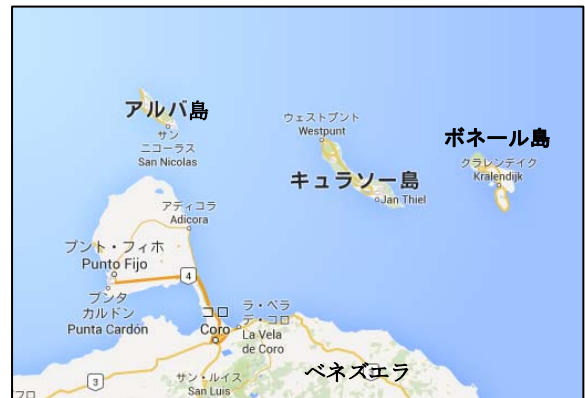 アルバ島
サン
ニコーラス
San Nicolas
ウェストプント
Westpunt
ボネール島
クラレンデイク
Kralendijk
キュラソー島
Jan Thiel
アディコラ
Adicora
プント・フィホ
Punto Fijo
4
プンタ
カルドン
Punta Cardón
コロ
Coro
ラ・ベラ
デ・コロ
La Vela
de Coro
ベネズエラ
3
サン・ルイス
San Luis
フロ